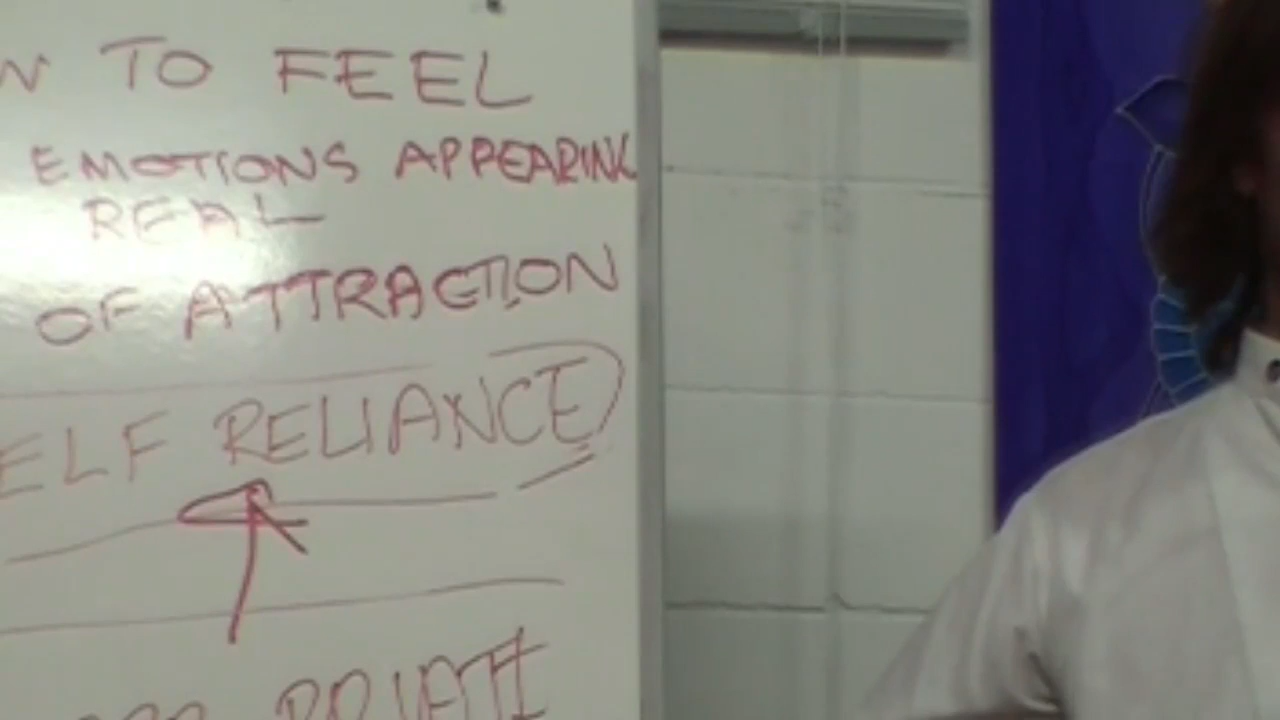 TO FEEL
EMOTIONS APPEARING
REAL
OF ATTRACTION
ELF RELIANCE